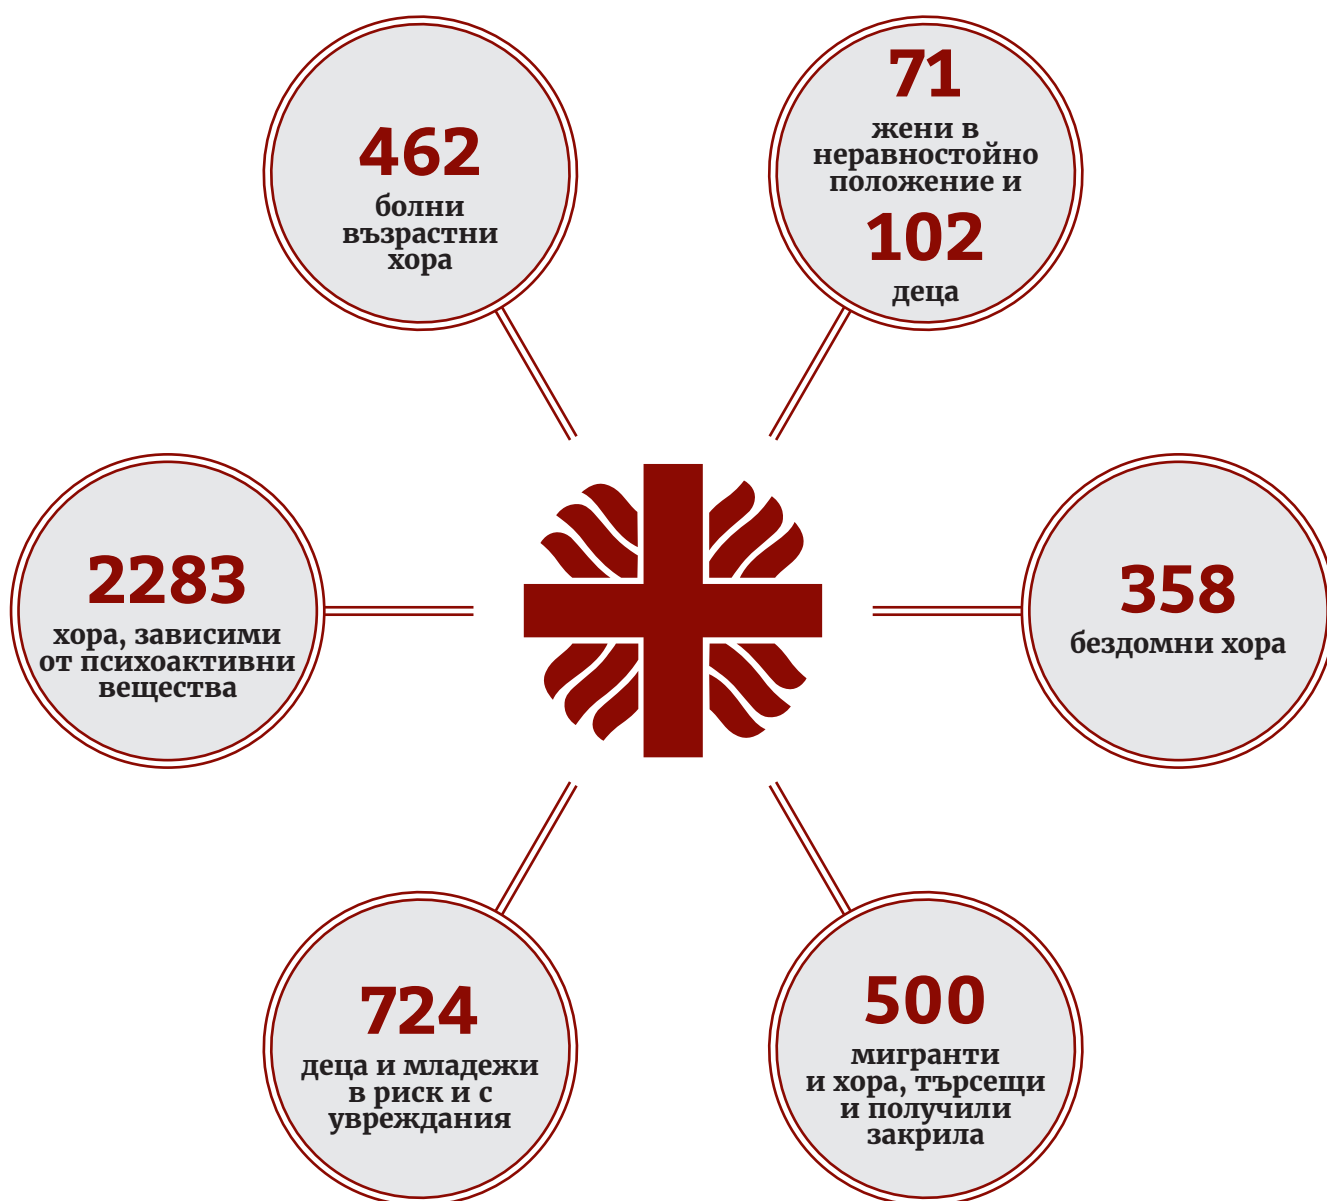 462
болни
възрастни
хора
71
жени в
неравностойно
положение и
102
деца
2283
хора, зависими
от психоактивни
вещества
358
бездомни хора
724
деца и младежи
в риск и с
увреждания
500
мигранти
и хора, търсещи
и получили
закрила